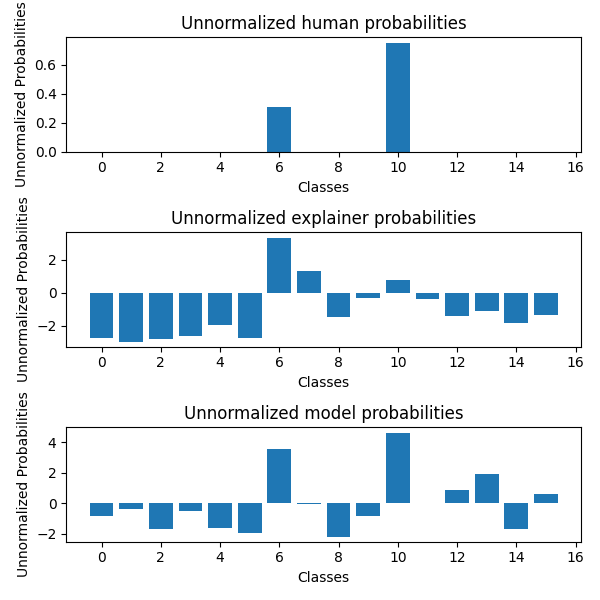 Unnormalized human probabilities
Unnormalized Probabilities
0.6
0.4
0.2
0.0
0 2 4 6 8 10 12 14 16
Classes
Unnormalized explainer probabilities
Unnormalized Probabilities
2
0
−2
0 2 4 6 8 10 12 14 16
Classes
Unnormalized model probabilities
Unnormalized Probabilities
4
2
0
−2
0 2 4 6 8 10 12 14 16
Classes